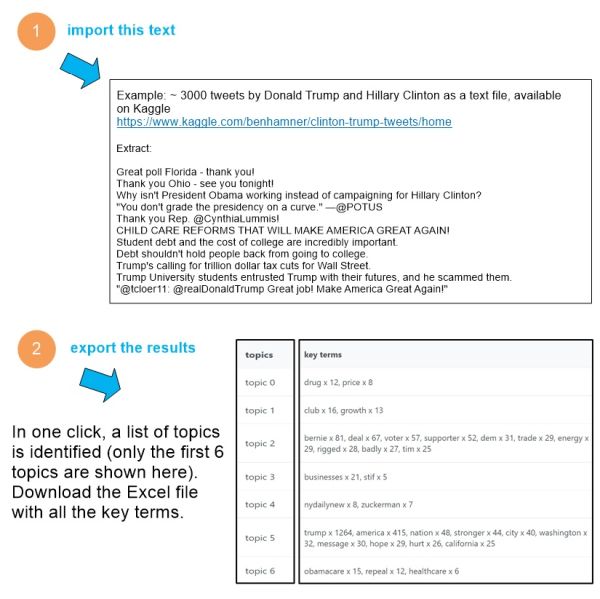 1
import this text
Example: ~ 3000 tweets by Donald Trump and Hillary Clinton as a text file, available
on Kaggle
https://www.kaggle.com/benhamner/clinton-trump-tweets/home
Extract:
Great poll Florida - thank you!
Thank you Ohio - see you tonight!
Why isn't President Obama working instead of campaigning for Hillary Clinton?
"You don't grade the presidency on a curve." —@POTUS
Thank you Rep. @CynthiaLummis!
CHILD CARE REFORMS THAT WILL MAKE AMERICA GREAT AGAIN!
Student debt and the cost of college are incredibly important.
Debt shouldn't hold people back from going to college.
Trump's calling for trillion dollar tax cuts for Wall Street.
Trump University students entrusted Trump with their futures, and he scammed them.
"@tcloer11: @realDonaldTrump Great job! Make America Great Again!"
2
export the results
In one click, a list of topics
is identified (only the first 6
topics are shown here).
Download the Excel file
with all the key terms.
topics key terms
topic 0 drug x 12, price x 8
topic 1 club x 16, growth x 13
topic 2 bernie x 81, deal x 67, voter x 57, supporter x 52, dem x 31, trade x 29, energy x
29, rigged x 28, badly x 27, tim x 25
topic 3 businesses x 21, stif x 5
topic 4 nydailynew x 8, zuckerman x 7
topic 5 trump x 1264, america x 415, nation x 48, stronger x 44, city x 40, washington x
32, message x 30, hope x 29, hurt x 26, california x 25
topic 6 obamacare x 15, repeal x 12, healthcare x 6